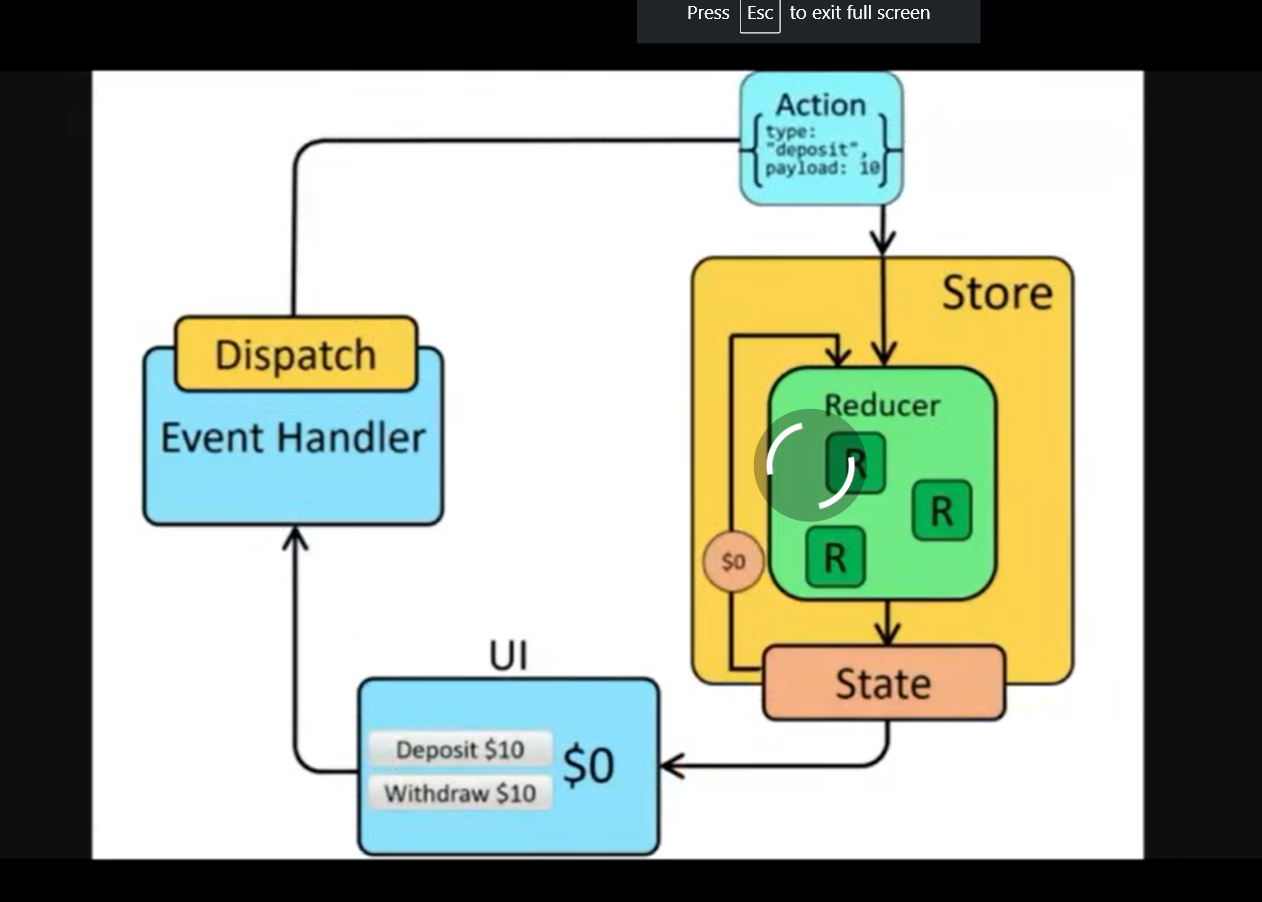 Press Esc to exit full screen
Action
{type:
"deposit",
payload: 10}
Store
Dispatch
Event Handler
Reducer
R
R
R
$0
State
UI
Deposit $10
$0
Withdraw $10